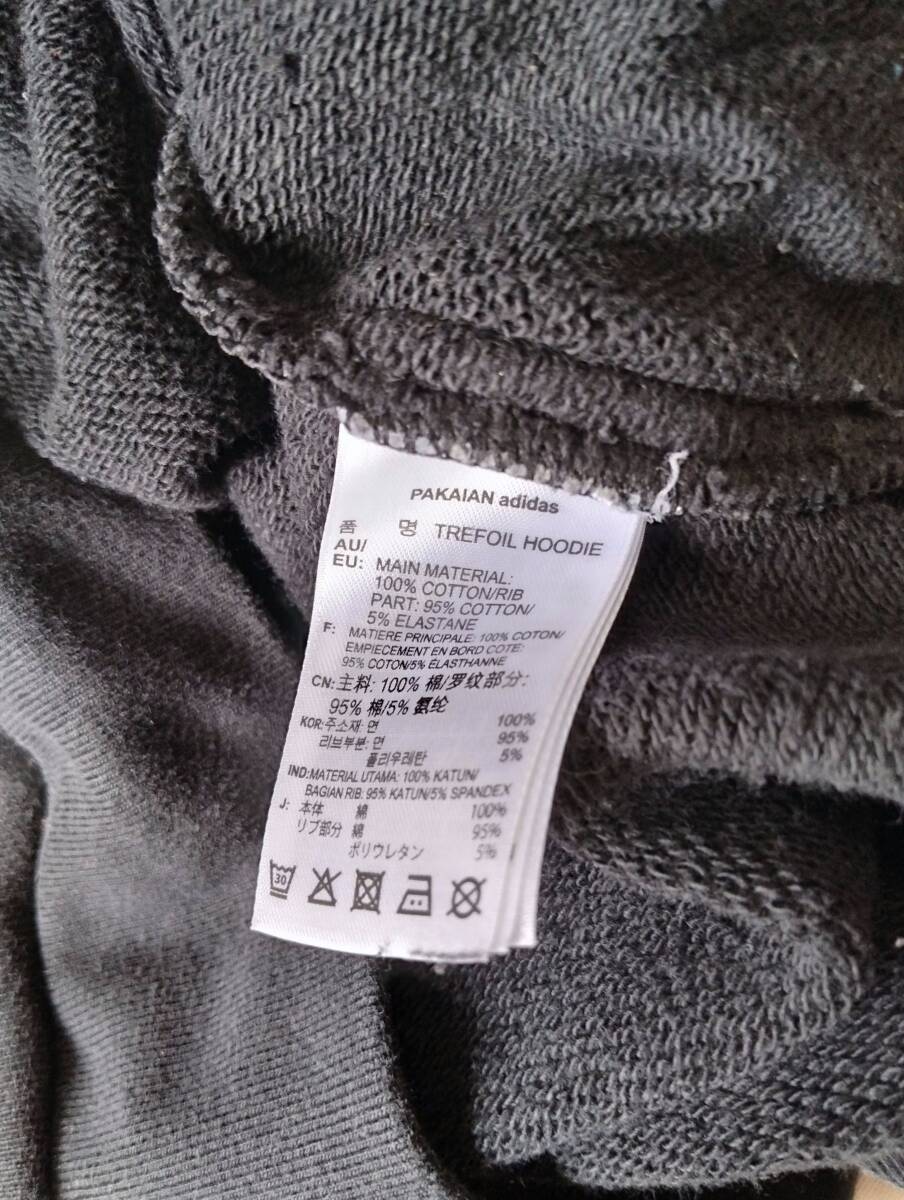 PAKAIAN adidas
품 명 TREFOIL HOODIE
AU/
EU: MAIN MATERIAL:
100% COTTON/RIB
PART: 95% COTTON/
5% ELASTANE
F: MATIERE PRINCIPALE: 100% COTON/
EMPIECEMENT EN BORD COTE:
95% COTON/5% ÉLASTHANNE
CN: 主料: 100% 棉/罗纹部分:
95% 棉/5% 氨纶
KOR: 주소재: 면 100%
리브부분: 면 95%
폴리우레탄 5%
IND: MATERIAL UTAMA: 100% KATUN/
BAGIAN RIB: 95% KATUN/5% SPANDEX
J: 本体 綿 100%
リブ部分 綿 95%
ポリウレタン 5%
30